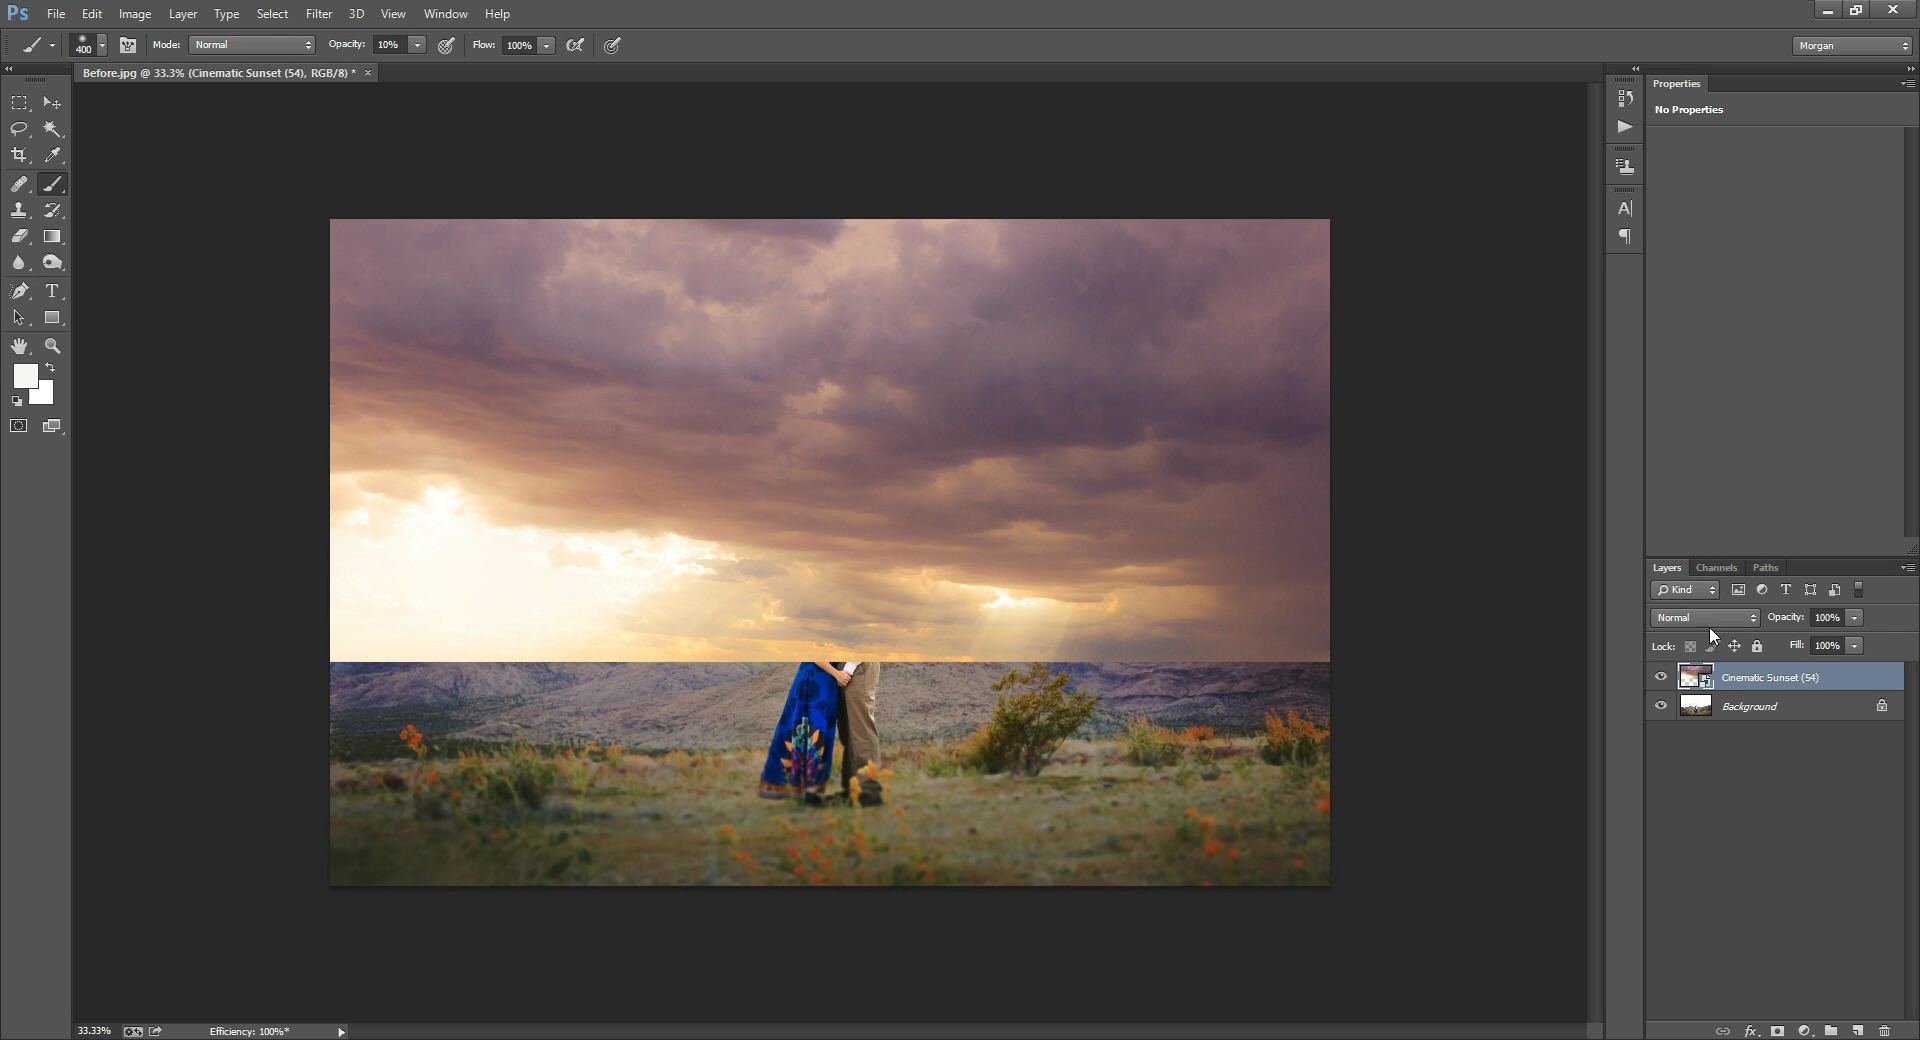 Ps File Edit Image Layer Type Select Filter 3D View Window Help
400 Mode: Normal Opacity: 10% Flow: 100% Morgan
Before.jpg @ 33.3% (Cinematic Sunset (54), RGB/8) * ×
Properties
No Properties
Layers Channels Paths
Kind
Normal Opacity: 100%
Lock: Fill: 100%
Cinematic Sunset (54)
Background
33.33% Efficiency: 100%*